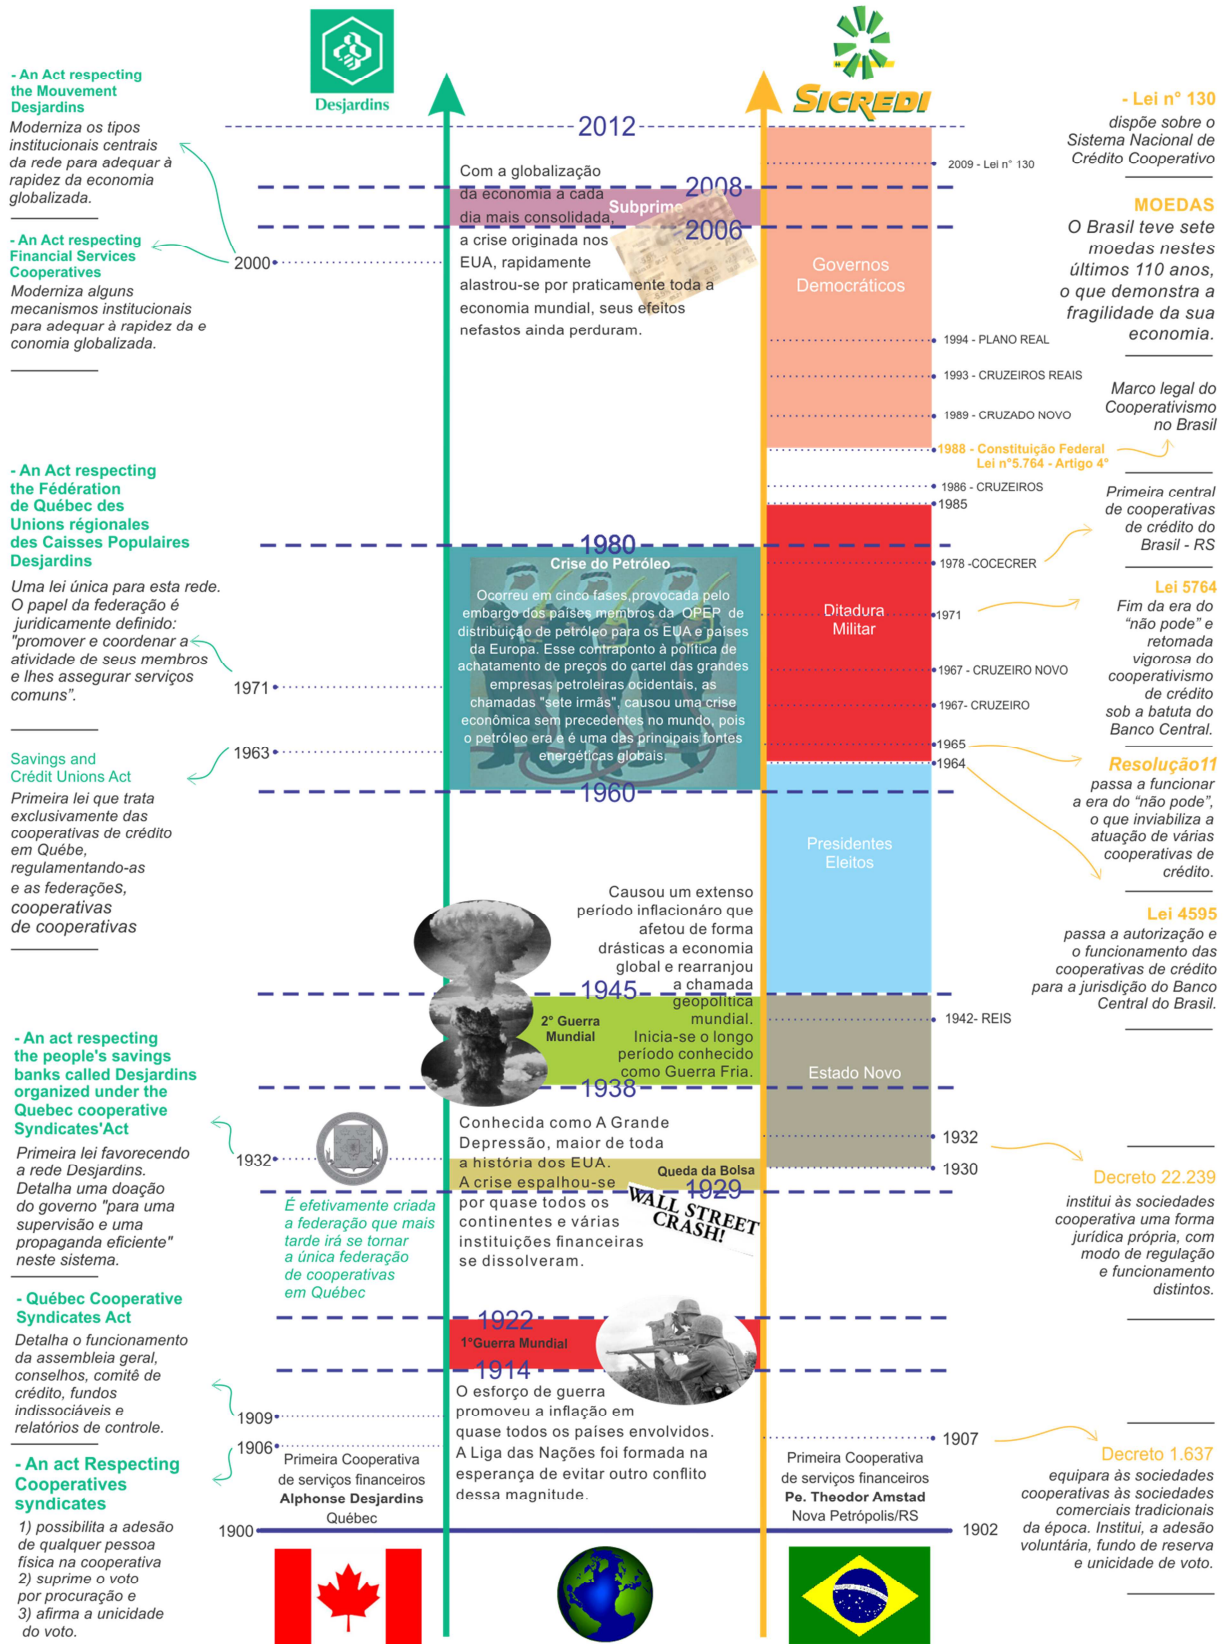 Desjardins
SICREDI
- An Act respecting
the Mouvement
Desjardins
Moderniza os tipos
institucionais centrais
da rede para adequar à
rapidez da economia
globalizada.
- An Act respecting
Financial Services
Cooperatives
Moderniza alguns
mecanismos institucionais
para adequar à rapidez da e
conomia globalizada.
2000
- An Act respecting
the Fédération
de Québec des
Unions régionales
des Caisses Populaires
Desjardins
Uma lei única para esta rede.
O papel da federação é
juridicamente definido:
"promover e coordenar a
atividade de seus membros
e lhes assegurar serviços
comuns”.
1971
1963
Savings and
Crédit Unions Act
Primeira lei que trata
exclusivamente das
cooperativas de crédito
em Québe,
regulamentando-as
e as federações,
cooperativas
de cooperativas
- An act respecting
the people's savings
banks called Desjardins
organized under the
Quebec cooperative
Syndicates'Act
Primeira lei favorecendo
a rede Desjardins.
Detalha uma doação
do governo "para uma
supervisão e uma
propaganda eficiente"
neste sistema.
1932
É efetivamente criada
a federação que mais
tarde irá se tornar
a única federação
de cooperativas
em Québec
- Québec Cooperative
Syndicates Act
Detalha o funcionamento
da assembleia geral,
conselhos, comitê de
crédito, fundos
indissociáveis e
relatórios de controle.
1909
1906
- An act Respecting
Cooperatives
syndicates
1) possibilita a adesão
de qualquer pessoa
física na cooperativa
2) suprime o voto
por procuração e
3) afirma a unicidade
do voto.
Primeira Cooperativa
de serviços financeiros
Alphonse Desjardins
Québec
1900
2012
Com a globalização
2008
da economia a cada
Subprime
dia mais consolidada,
2006
a crise originada nos
EUA, rapidamente
alastrou-se por praticamente toda a
economia mundial, seus efeitos
nefastos ainda perduram.
1980
Crise do Petróleo
Ocorreu em cinco fases,provocada pelo
embargo dos países membros da OPEP de
distribuição de petróleo para os EUA e países
da Europa. Esse contraponto à política de
achatamento de preços do cartel das grandes
empresas petroleiras ocidentais, as
chamadas "sete irmãs", causou uma crise
econômica sem precedentes no mundo, pois
o petróleo era e é uma das principais fontes
energéticas globais.
1960
Causou um extenso
período inflacionáro que
afetou de forma
drásticas a economia
global e rearranjou
a chamada
1945
geopolítica
mundial.
2° Guerra
Mundial
Inicia-se o longo
período conhecido
como Guerra Fria.
1938
Conhecida como A Grande
Depressão, maior de toda
a história dos EUA.
Queda da Bolsa
A crise espalhou-se
1929
por quase todos os
continentes e várias
instituições financeiras
se dissolveram.
WALL STREET
CRASH!
1922
1°Guerra Mundial
1914
O esforço de guerra
promoveu a inflação em
quase todos os países envolvidos.
A Liga das Nações foi formada na
esperança de evitar outro conflito
dessa magnitude.
Governos
Democráticos
Ditadura
Militar
Presidentes
Eleitos
Estado Novo
2009 - Lei n° 130
1994 - PLANO REAL
1993 - CRUZEIROS REAIS
1989 - CRUZADO NOVO
1988 - Constituição Federal
Lei n°5.764 - Artigo 4°
1986 - CRUZEIROS
1985
1978 -COCECRER
1971
1967 - CRUZEIRO NOVO
1967- CRUZEIRO
1965
1964
1942- REIS
1932
1930
1907
Primeira Cooperativa
de serviços financeiros
Pe. Theodor Amstad
Nova Petrópolis/RS
1902
- Lei n° 130
dispõe sobre o
Sistema Nacional de
Crédito Cooperativo
MOEDAS
O Brasil teve sete
moedas nestes
últimos 110 anos,
o que demonstra a
fragilidade da sua
economia.
Marco legal do
Cooperativismo
no Brasil
Primeira central
de cooperativas
de crédito do
Brasil - RS
Lei 5764
Fim da era do
“não pode” e
retomada
vigorosa do
cooperativismo
de crédito
sob a batuta do
Banco Central.
Resolução11
passa a funcionar
a era do “não pode”,
o que inviabiliza a
atuação de várias
cooperativas de
crédito.
Lei 4595
passa a autorização e
o funcionamento das
cooperativas de crédito
para a jurisdição do Banco
Central do Brasil.
Decreto 22.239
institui às sociedades
cooperativa uma forma
jurídica própria, com
modo de regulação
e funcionamento
distintos.
Decreto 1.637
equipara às sociedades
cooperativas às sociedades
comerciais tradicionais
da época. Institui, a adesão
voluntária, fundo de reserva
e unicidade de voto.